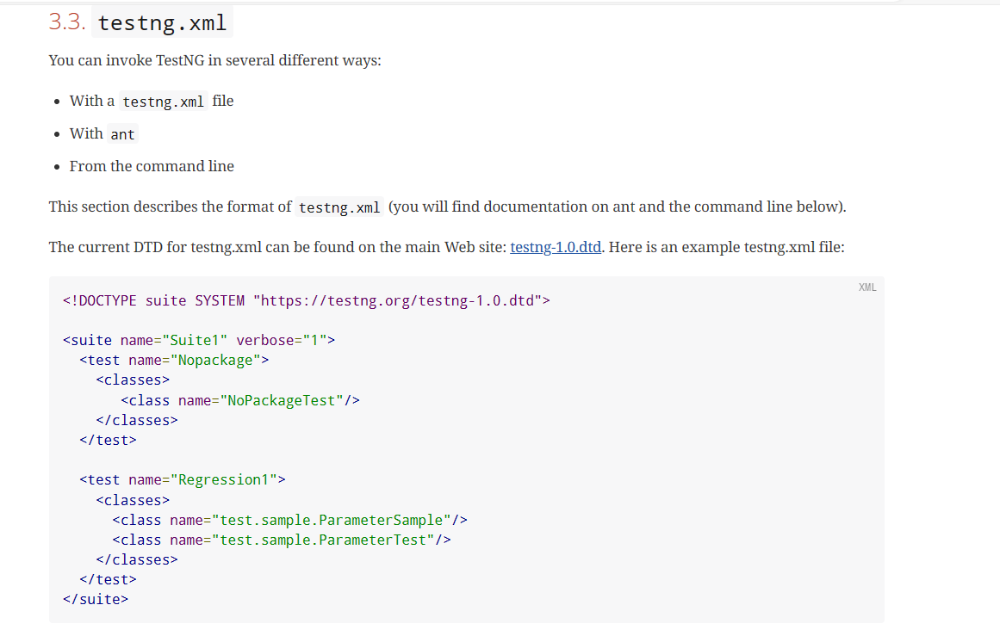 3.3. testng.xml
You can invoke TestNG in several different ways:
With a testng.xml file
With ant
From the command line
This section describes the format of testng.xml (you will find documentation on ant and the command line below).
The current DTD for testng.xml can be found on the main Web site: testng-1.0.dtd. Here is an example testng.xml file:
XML
<!DOCTYPE suite SYSTEM "https://testng.org/testng-1.0.dtd">
<suite name="Suite1" verbose="1">
  <test name="Nopackage">
    <classes>
       <class name="NoPackageTest"/>
    </classes>
  </test>
  <test name="Regression1">
    <classes>
      <class name="test.sample.ParameterSample"/>
      <class name="test.sample.ParameterTest"/>
    </classes>
  </test>
</suite>